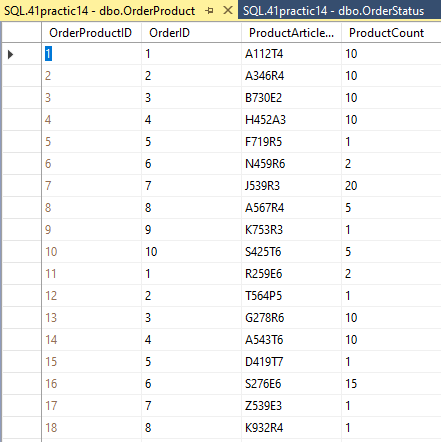 SQL.41practic14 - dbo.OrderProduct SQL.41practic14 - dbo.OrderStatus
OrderProductID OrderID ProductArticle... ProductCount
1 1 A112T4 10
2 2 A346R4 10
3 3 B730E2 10
4 4 H452A3 10
5 5 F719R5 1
6 6 N459R6 2
7 7 J539R3 20
8 8 A567R4 5
9 9 K753R3 1
10 10 S425T6 5
11 1 R259E6 2
12 2 T564P5 1
13 3 G278R6 10
14 4 A543T6 10
15 5 D419T7 1
16 6 S276E6 15
17 7 Z539E3 1
18 8 K932R4 1